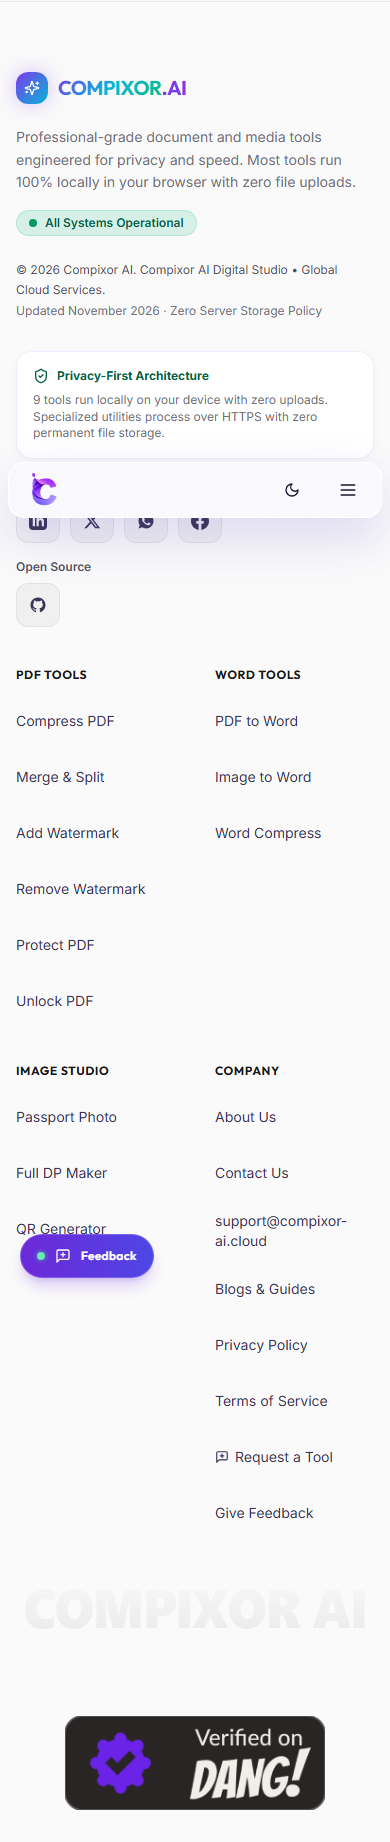 COMPIXOR.AI
Professional-grade document and media tools
engineered for privacy and speed. Most tools run
100% locally in your browser with zero file uploads.
All Systems Operational
© 2026 Compixor AI. Compixor AI Digital Studio • Global
Cloud Services.
Updated November 2026 · Zero Server Storage Policy
Privacy-First Architecture
9 tools run locally on your device with zero uploads.
Specialized utilities process over HTTPS with zero
permanent file storage.
Open Source
PDF TOOLS
Compress PDF
Merge & Split
Add Watermark
Remove Watermark
Protect PDF
Unlock PDF
WORD TOOLS
PDF to Word
Image to Word
Word Compress
IMAGE STUDIO
Passport Photo
Full DP Maker
QR Generator
Feedback
COMPANY
About Us
Contact Us
support@compixor-
ai.cloud
Blogs & Guides
Privacy Policy
Terms of Service
Request a Tool
Give Feedback
COMPIXOR AI
Verified on
DANG!